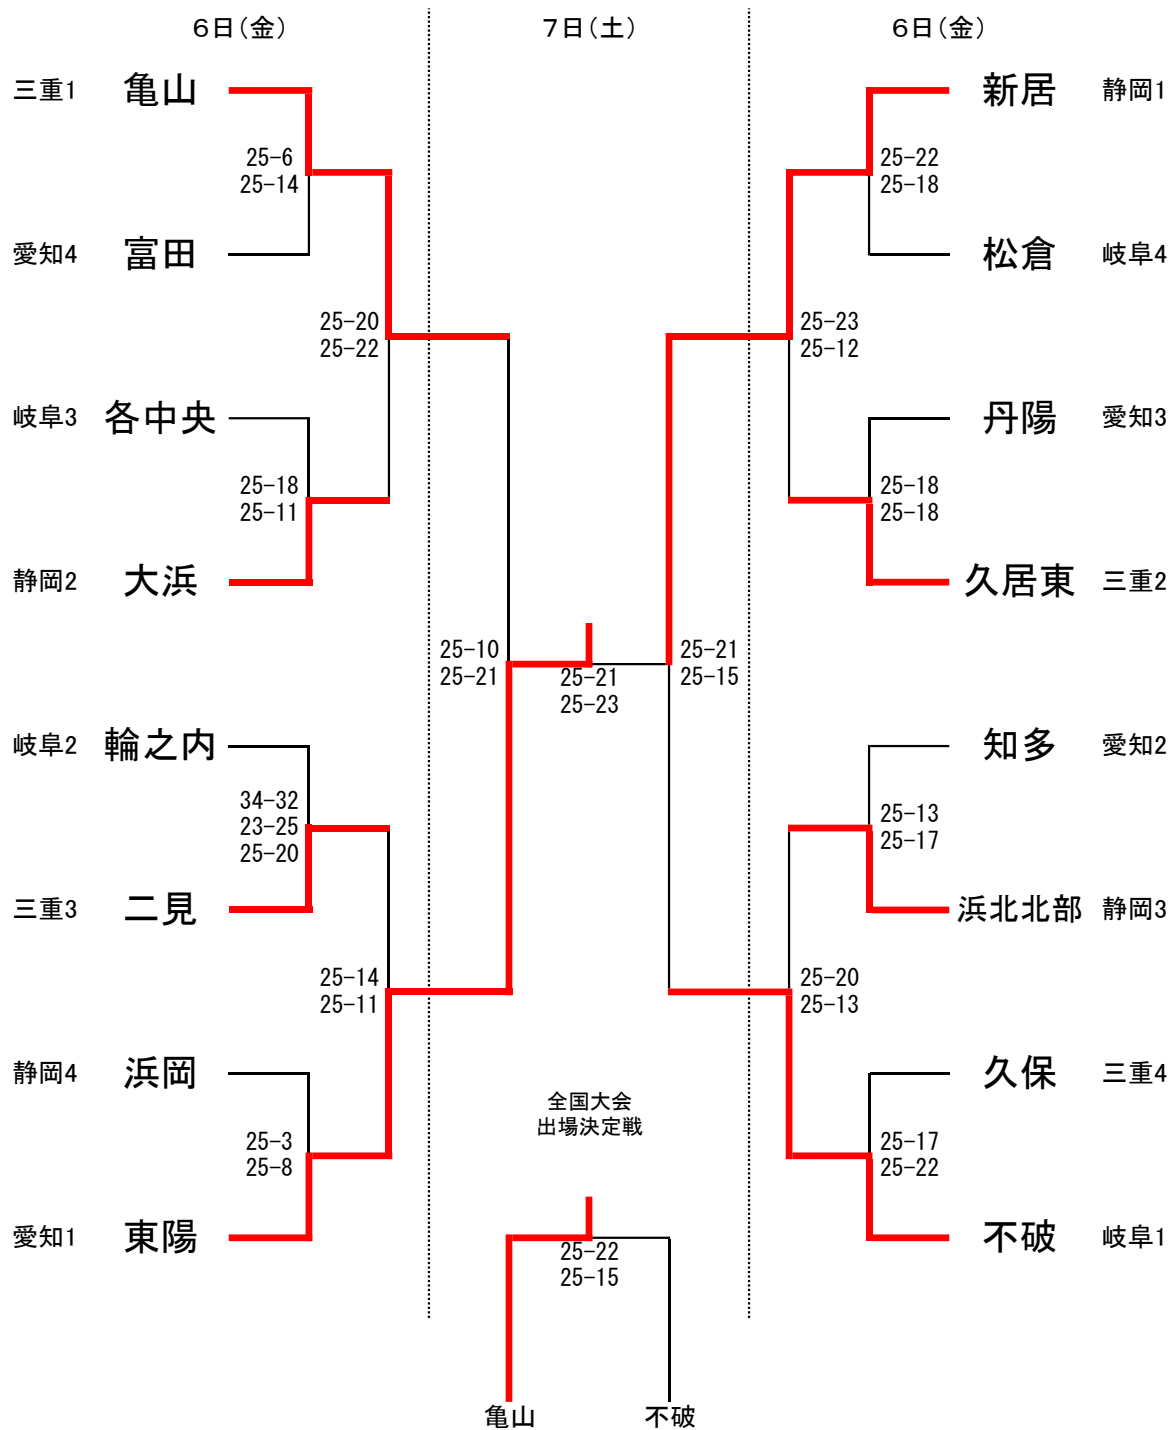 6日(金) 7日(土) 6日(金)
三重1 亀山 新居 静岡1
25-6 25-22
25-14 25-18
愛知4 富田 松倉 岐阜4
25-20 25-23
25-22 25-12
岐阜3 各中央 丹陽 愛知3
25-18 25-18
25-11 25-18
静岡2 大浜 久居東 三重2
25-10 25-21
25-21 25-15
25-21
25-23
岐阜2 輪之内 知多 愛知2
34-32
23-25
25-20
25-13
25-17
三重3 二見 浜北北部 静岡3
25-14 25-20
25-11 25-13
静岡4 浜岡 久保 三重4
全国大会
出場決定戦
25-3 25-17
25-8 25-22
愛知1 東陽 不破 岐阜1
25-22
25-15
亀山 不破